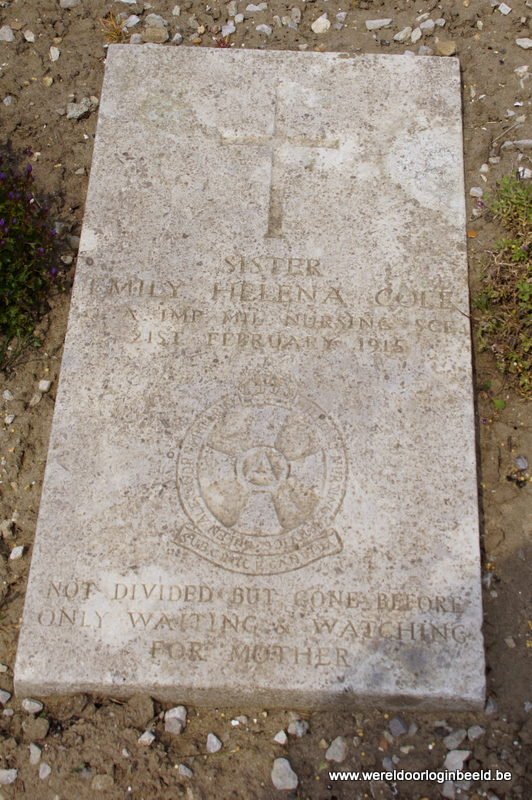 SISTER
EMILY HELENA COLE
A. IMP. MIL. NURSING SCE.
21ST FEBRUARY 1915
A
NOT DIVIDED BUT GONE BEFORE
ONLY WAITING & WATCHING
FOR MOTHER
www.wereldoorloginbeeld.be